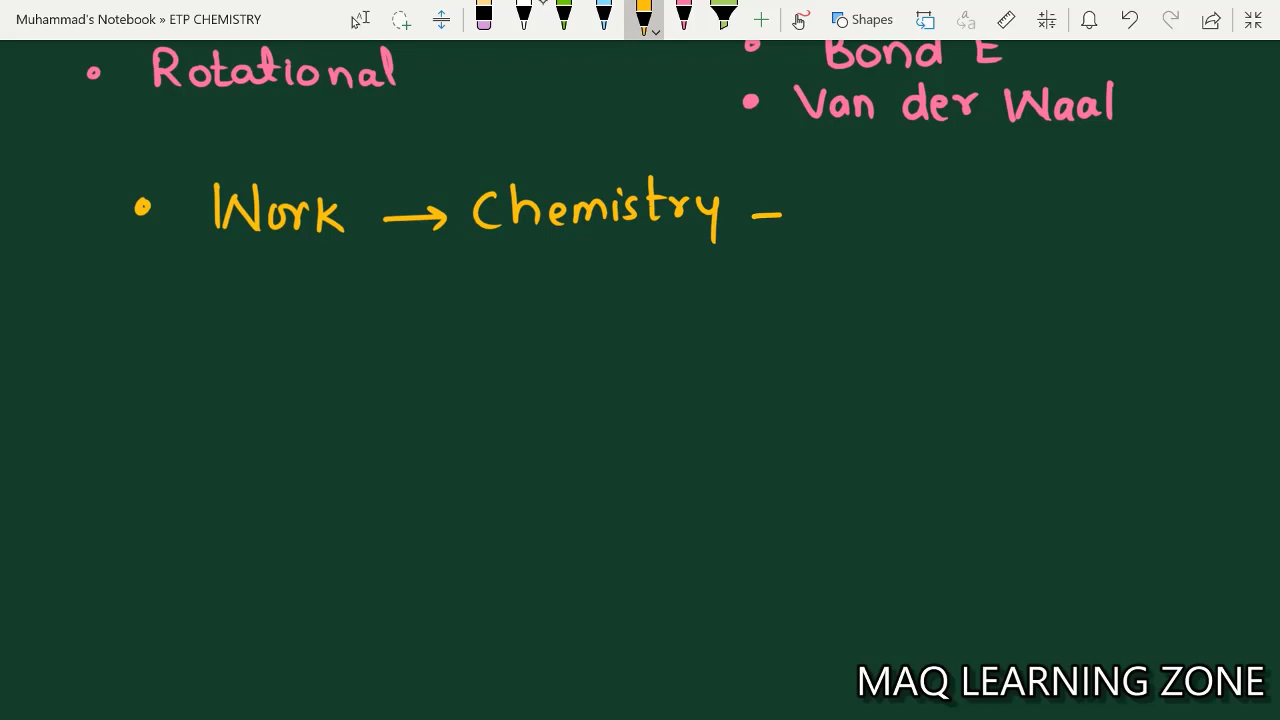 Muhammad's Notebook » ETP CHEMISTRY
Shapes
• Rotational
• Bond E
• Van der Waal
• Work → Chemistry –
MAQ LEARNING ZONE